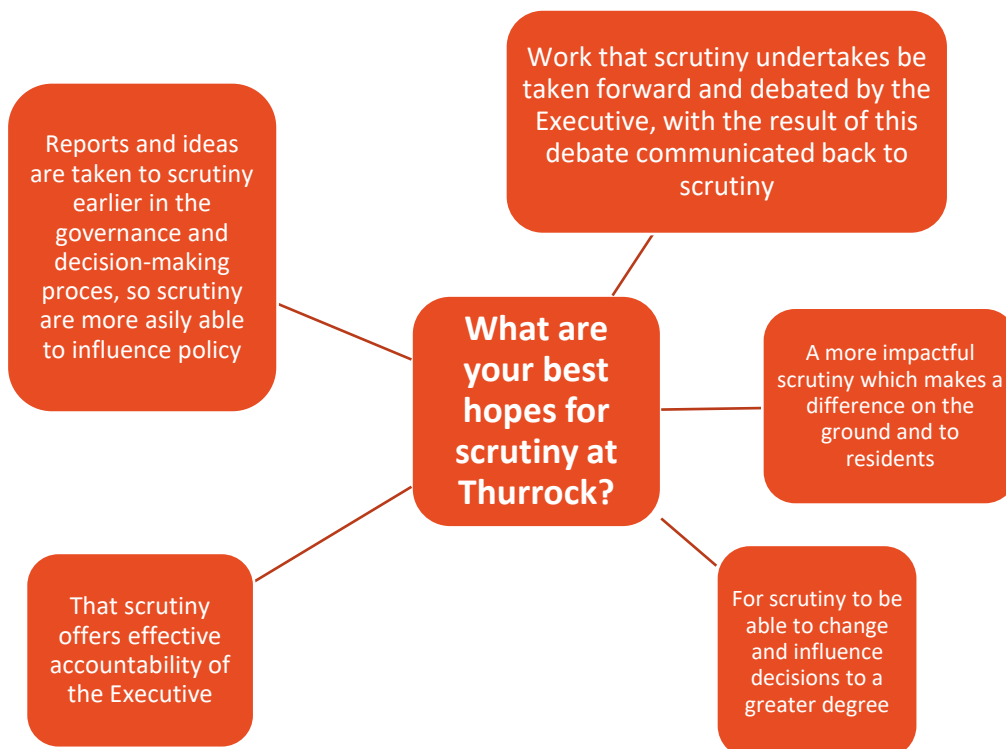 Work that scrutiny undertakes be
taken forward and debated by the
Executive, with the result of this
debate communicated back to
scrutiny
Reports and ideas
are taken to scrutiny
earlier in the
governance and
decision-making
proces, so scrutiny
are more asily able
to influence policy
What are
your best
hopes for
scrutiny at
Thurrock?
A more impactful
scrutiny which makes a
difference on the
ground and to
residents
That scrutiny
offers effective
accountability of
the Executive
For scrutiny to be
able to change
and influence
decisions to a
greater degree